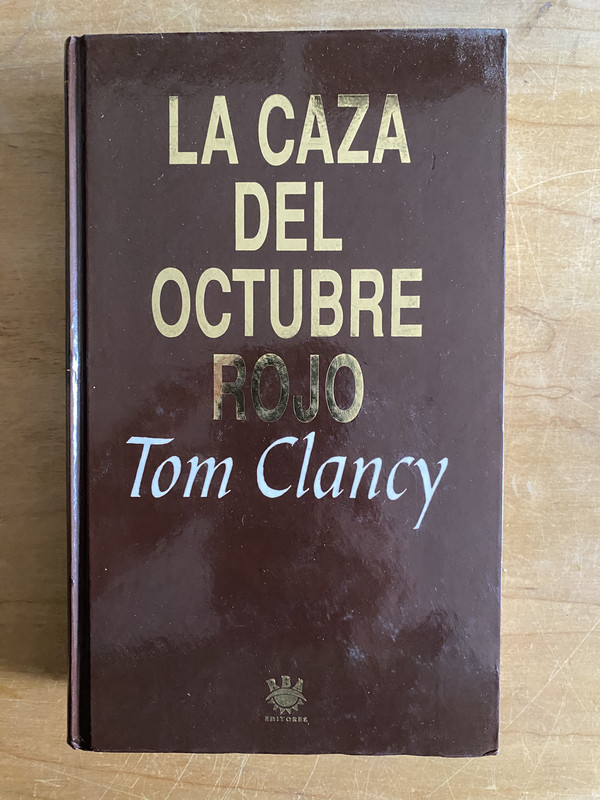 LA CAZA
DEL
OCTUBRE
ROJO
Tom Clancy
RBA
EDITORES